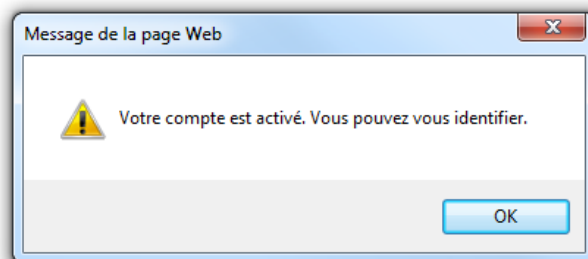 Message de la page Web
Votre compte est activé. Vous pouvez vous identifier.
OK